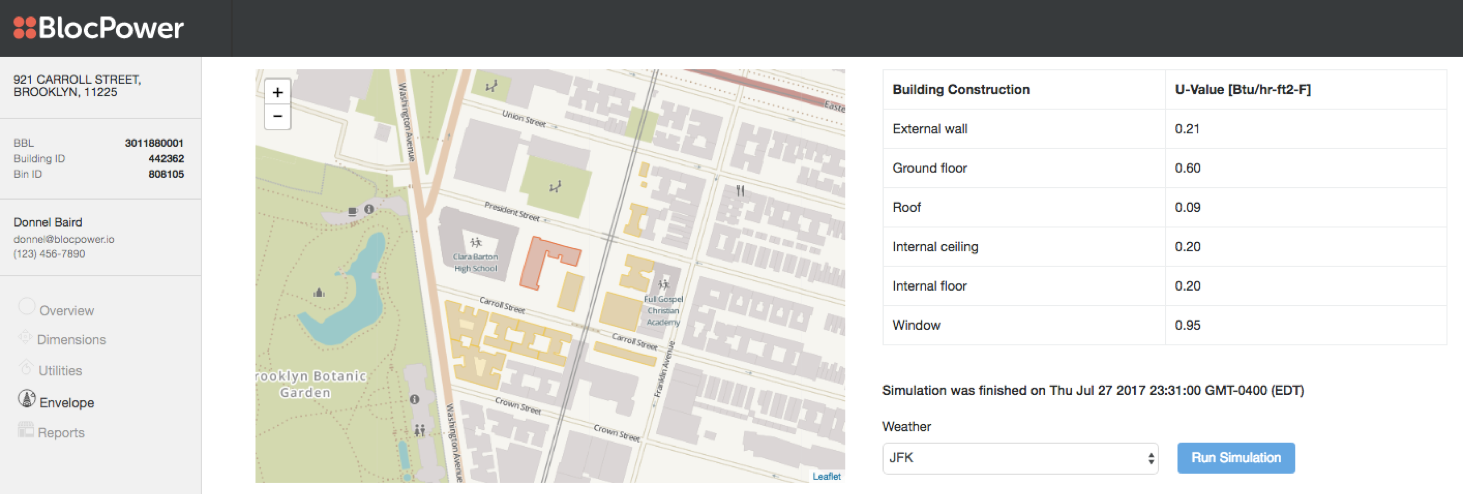 BlocPower
921 CARROLL STREET,
BROOKLYN, 11225
BBL 3011880001
Building ID 442362
Bin ID 808105
Donnel Baird
donnel@blocpower.io
(123) 456-7890
Overview
Dimensions
Utilities
Envelope
Reports
+
−
Washington Avenue
Union Street
Easte
President Street
Clara Barton
High School
Full Gospel
Christian
Academy
Carroll Street
Carroll Street
Franklin Avenue
rooklyn Botanic
Garden
Crown Street
Crown Street
Washington Avenue
Leaflet
Building Construction U-Value [Btu/hr-ft2-F]
External wall 0.21
Ground floor 0.60
Roof 0.09
Internal ceiling 0.20
Internal floor 0.20
Window 0.95
Simulation was finished on Thu Jul 27 2017 23:31:00 GMT-0400 (EDT)
Weather
JFK
Run Simulation